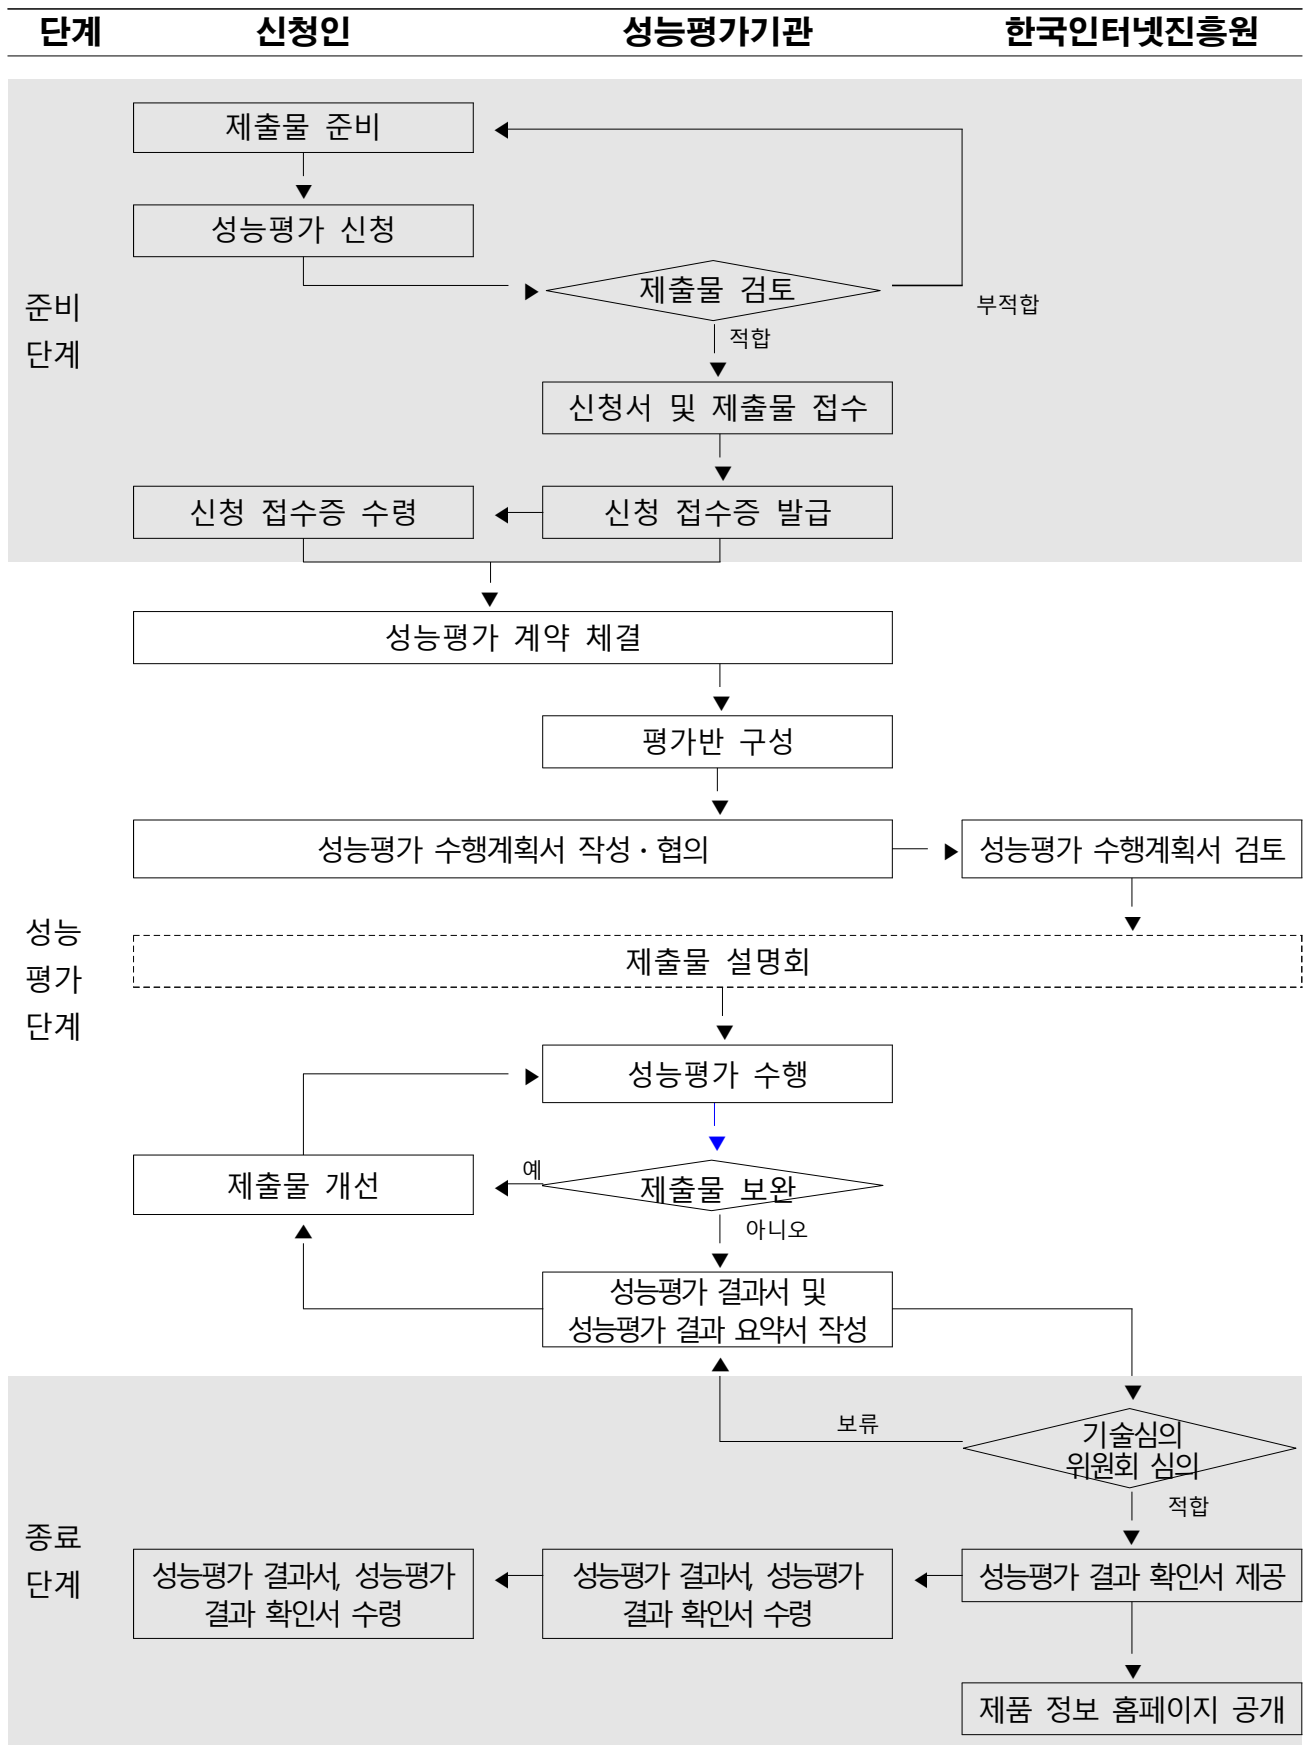 단계 신청인 성능평가기관 한국인터넷진흥원
제출물 준비
성능평가 신청
준비
단계
제출물 검토
부적합
적합
신청서 및 제출물 접수
신청 접수증 수령
신청 접수증 발급
성능평가 계약 체결
평가반 구성
성능평가 수행계획서 작성·협의
성능평가 수행계획서 검토
성능
평가
단계
제출물 설명회
성능평가 수행
제출물 개선
예
제출물 보완
아니오
성능평가 결과서 및
성능평가 결과 요약서 작성
보류
기술심의
위원회 심의
적합
종료
단계
성능평가 결과서, 성능평가
결과 확인서 수령
성능평가 결과서, 성능평가
결과 확인서 수령
성능평가 결과 확인서 제공
제품 정보 홈페이지 공개